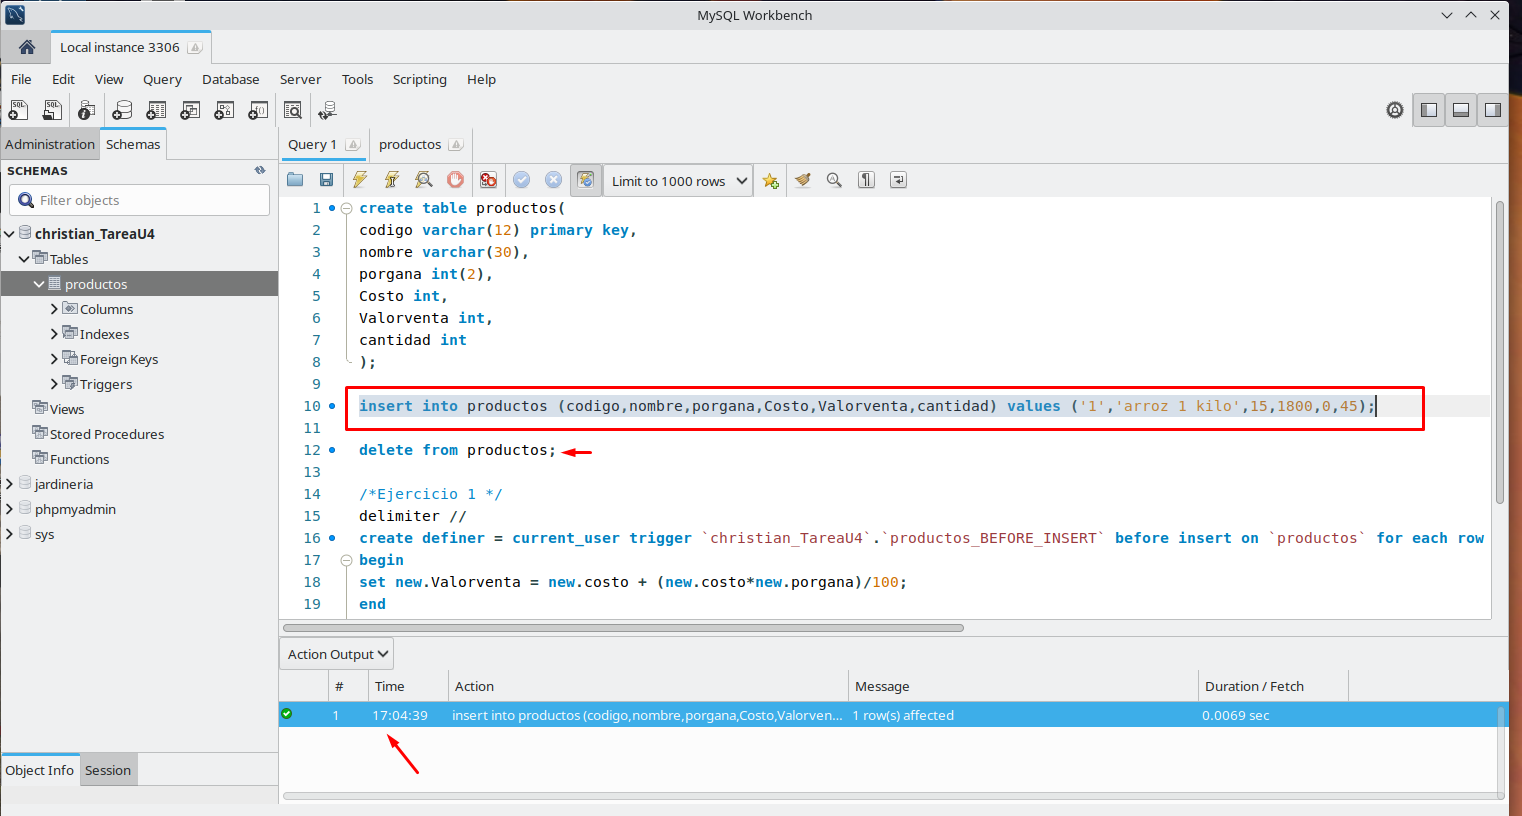 MySQL Workbench
Local instance 3306
File Edit View Query Database Server Tools Scripting Help
Administration Schemas
Query 1 productos
SCHEMAS
Filter objects
christian_TareaU4
Tables
productos
Columns
Indexes
Foreign Keys
Triggers
Views
Stored Procedures
Functions
jardineria
phpmyadmin
sys
Object Info Session
Limit to 1000 rows
1 create table productos(
2 codigo varchar(12) primary key,
3 nombre varchar(30),
4 porgana int(2),
5 Costo int,
6 Valorventa int,
7 cantidad int
8 );
9
10 insert into productos (codigo,nombre,porgana,Costo,Valorventa,cantidad) values ('1','arroz 1 kilo',15,1800,0,45);
11
12 delete from productos;
13
14 /*Ejercicio 1 */
15 delimiter //
16 create definer = current_user trigger `christian_TareaU4`.`productos_BEFORE_INSERT` before insert on `productos` for each row
17 begin
18 set new.Valorventa = new.costo + (new.costo*new.porgana)/100;
19 end
Action Output
# Time Action Message Duration / Fetch
1 17:04:39 insert into productos (codigo,nombre,porgana,Costo,Valorven... 1 row(s) affected 0.0069 sec